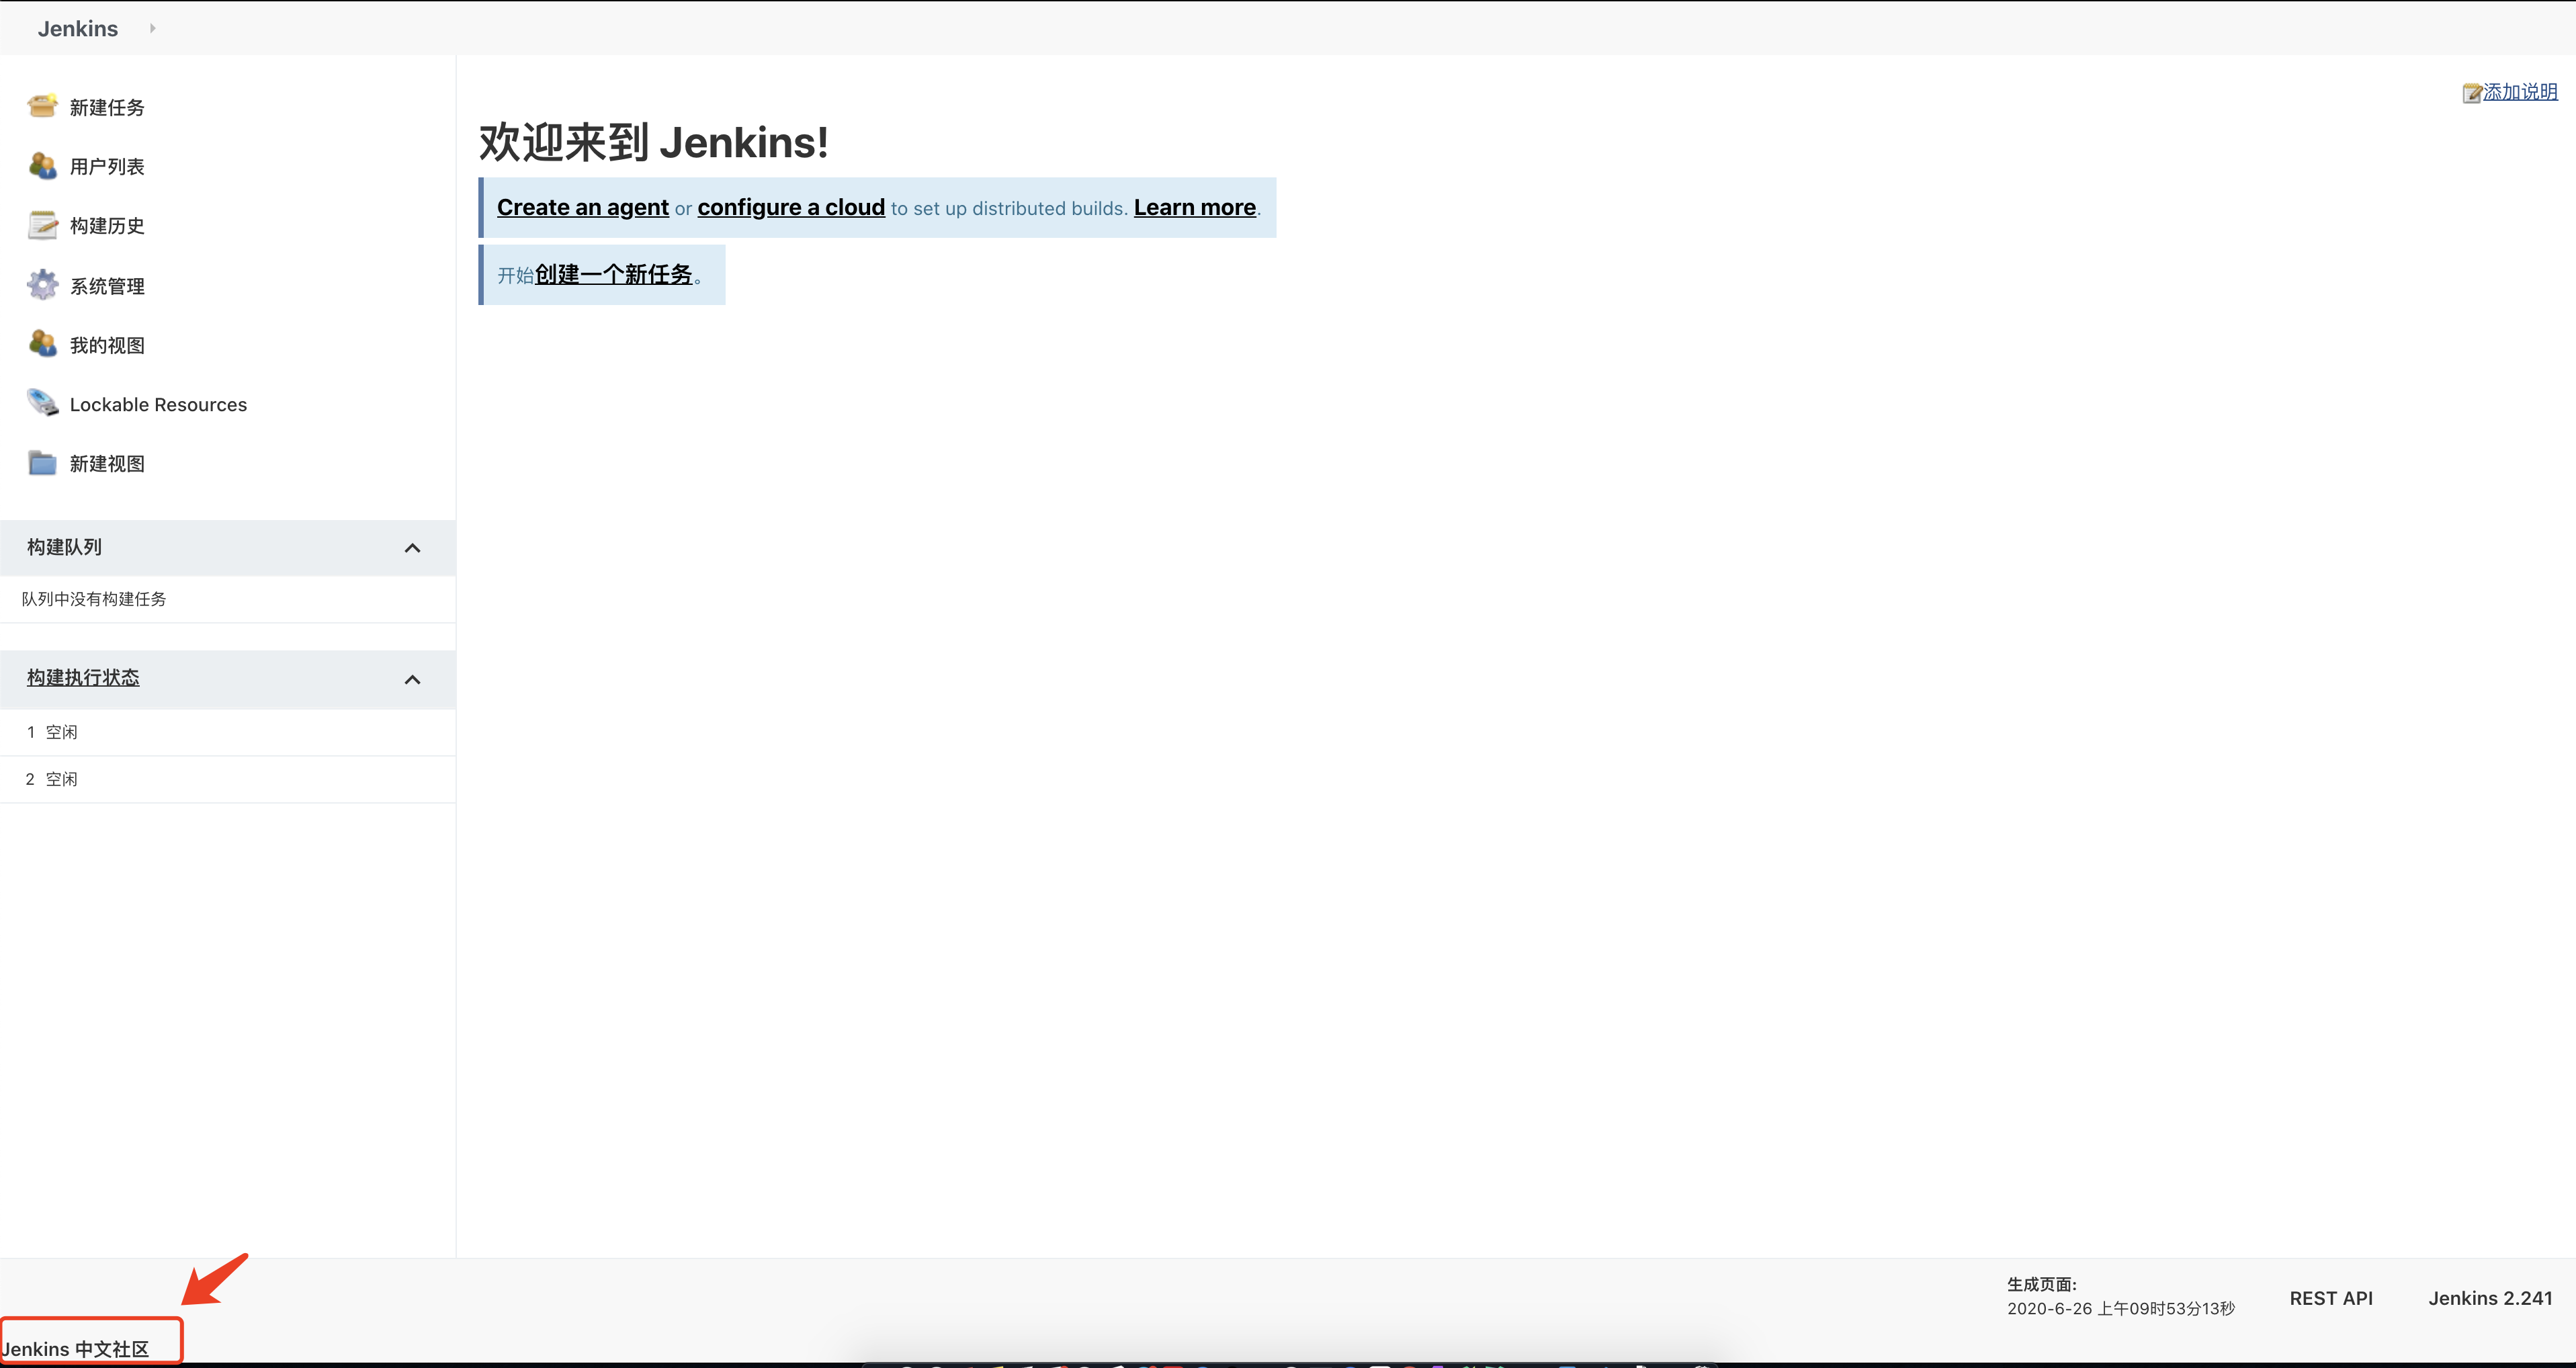 Jenkins
添加说明
新建任务
用户列表
构建历史
系统管理
我的视图
Lockable Resources
新建视图
构建队列
队列中没有构建任务
构建执行状态
1 空闲
2 空闲
欢迎来到 Jenkins!
Create an agent or configure a cloud to set up distributed builds. Learn more.
开始创建一个新任务。
生成页面:
2020-6-26 上午09时53分13秒
REST API
Jenkins 2.241
Jenkins 中文社区